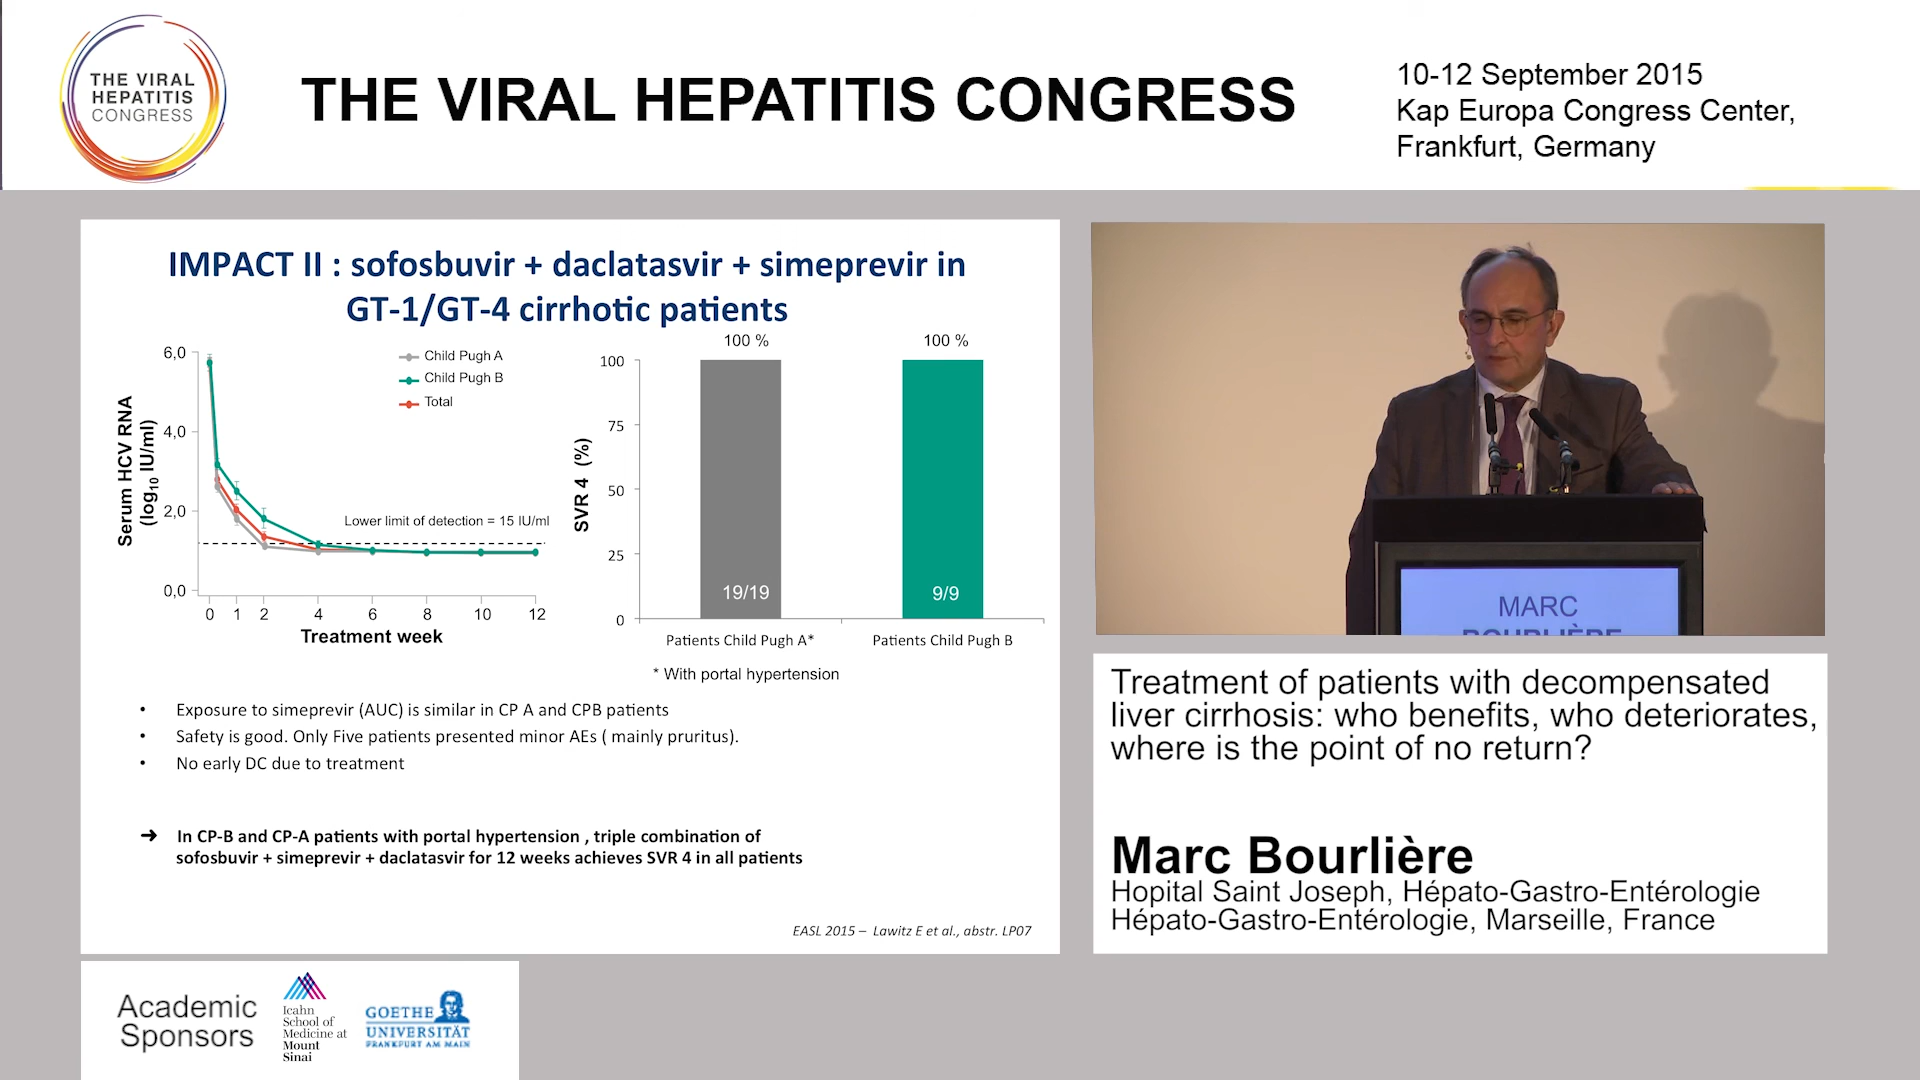 THE VIRAL
HEPATITIS
CONGRESS
THE VIRAL HEPATITIS CONGRESS
10-12 September 2015
Kap Europa Congress Center,
Frankfurt, Germany
IMPACT II : sofosbuvir + daclatasvir + simeprevir in
GT-1/GT-4 cirrhotic patients
Serum HCV RNA
(log10 IU/ml)
6,0
4,0
2,0
0,0
Child Pugh A
Child Pugh B
Total
Lower limit of detection = 15 IU/ml
0 1 2 4 6 8 10 12
Treatment week
SVR 4 (%)
100
75
50
25
0
100 % 100 %
19/19 9/9
Patients Child Pugh A* Patients Child Pugh B
* With portal hypertension
• Exposure to simeprevir (AUC) is similar in CP A and CPB patients
• Safety is good. Only Five patients presented minor AEs ( mainly pruritus).
• No early DC due to treatment
➔ In CP-B and CP-A patients with portal hypertension , triple combination of
sofosbuvir + simeprevir + daclatasvir for 12 weeks achieves SVR 4 in all patients
EASL 2015 – Lawitz E et al., abstr. LP07
MARC
BOURLIÈRE
Treatment of patients with decompensated
liver cirrhosis: who benefits, who deteriorates,
where is the point of no return?
Marc Bourlière
Hopital Saint Joseph, Hépato-Gastro-Entérologie
Hépato-Gastro-Entérologie, Marseille, France
Academic
Sponsors
Icahn
School of
Medicine at
Mount
Sinai
GOETHE
UNIVERSITÄT
FRANKFURT AM MAIN